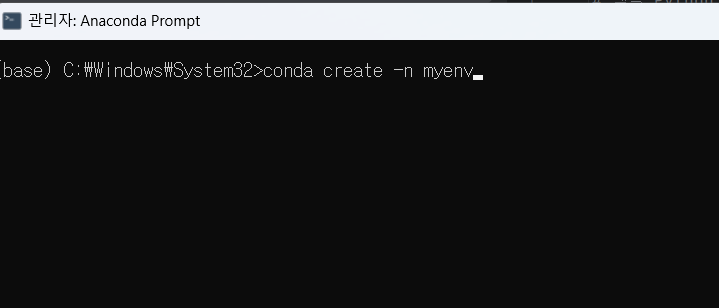 관리자: Anaconda Prompt
(base) C:₩Windows₩System32>conda create -n myenv